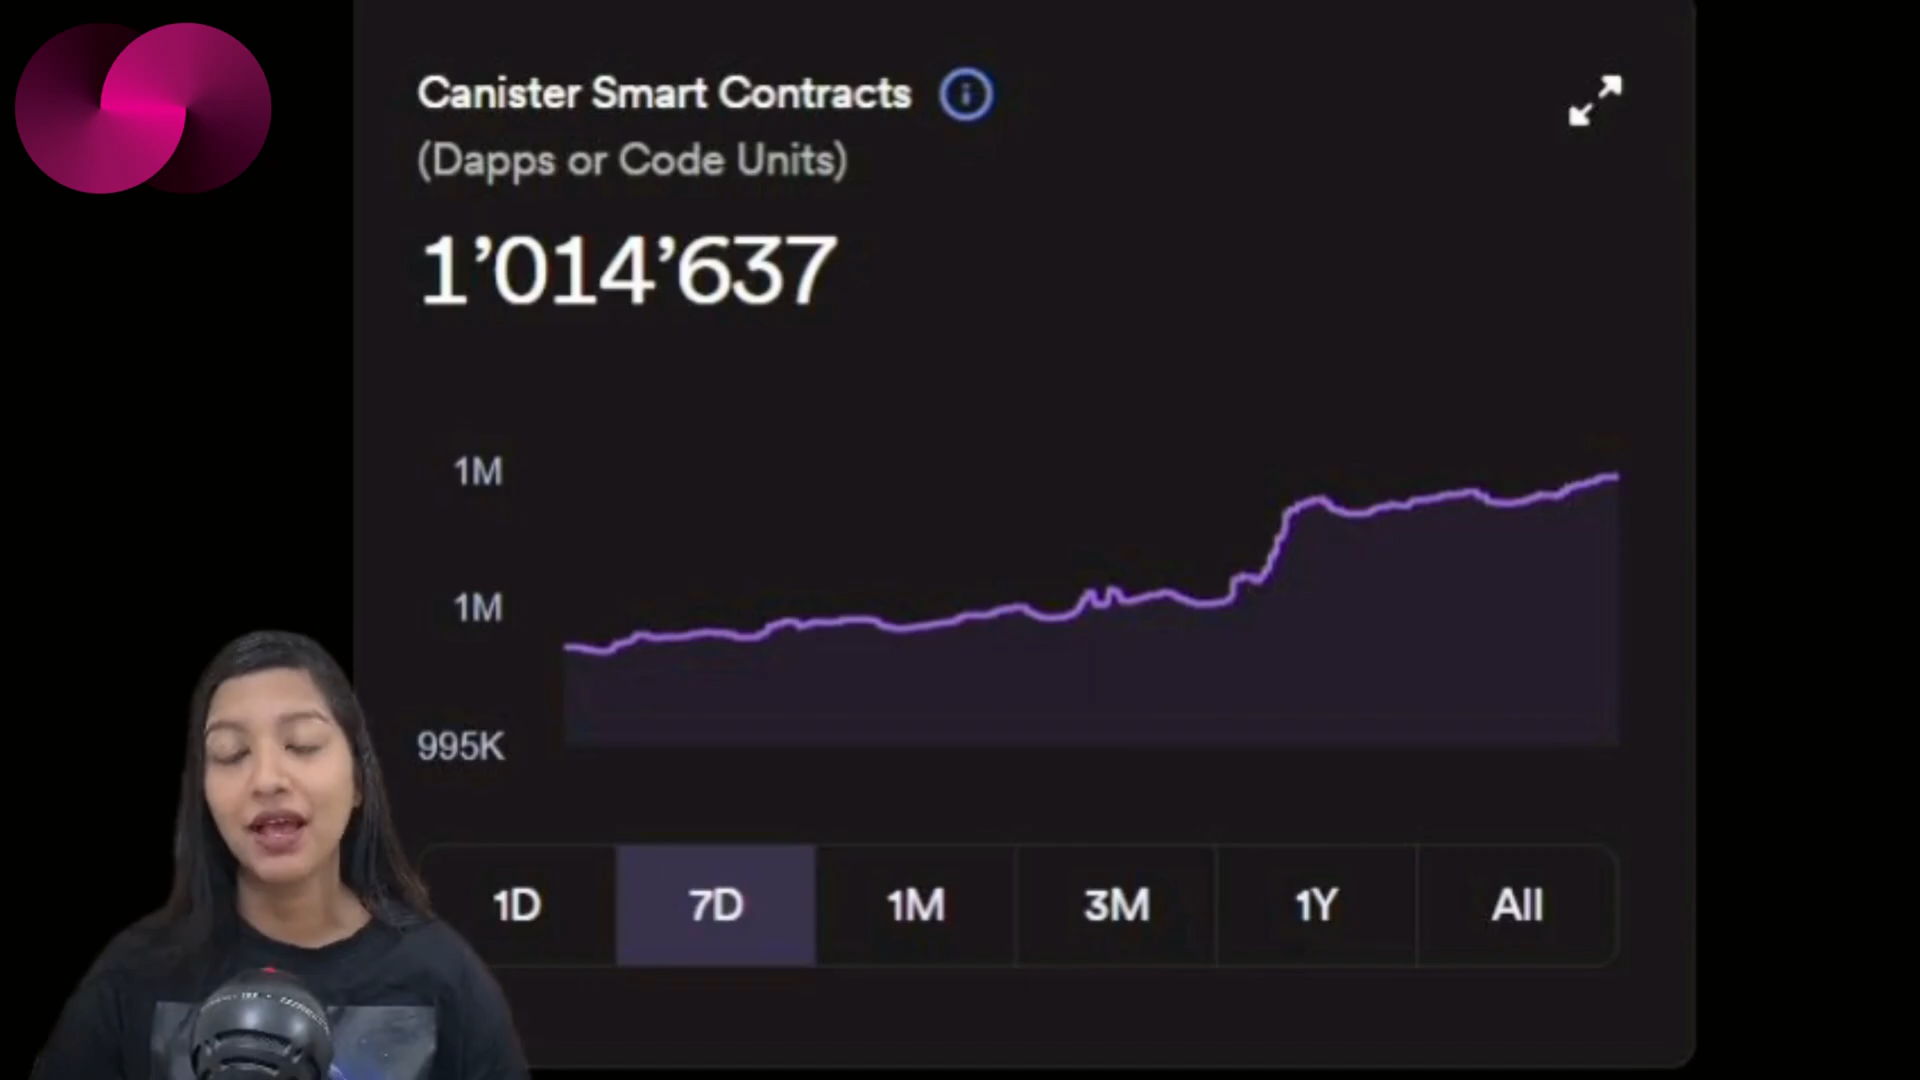 Canister Smart Contracts
(Dapps or Code Units)
1’014’637
1M
1M
995K
1D 7D 1M 3M 1Y All